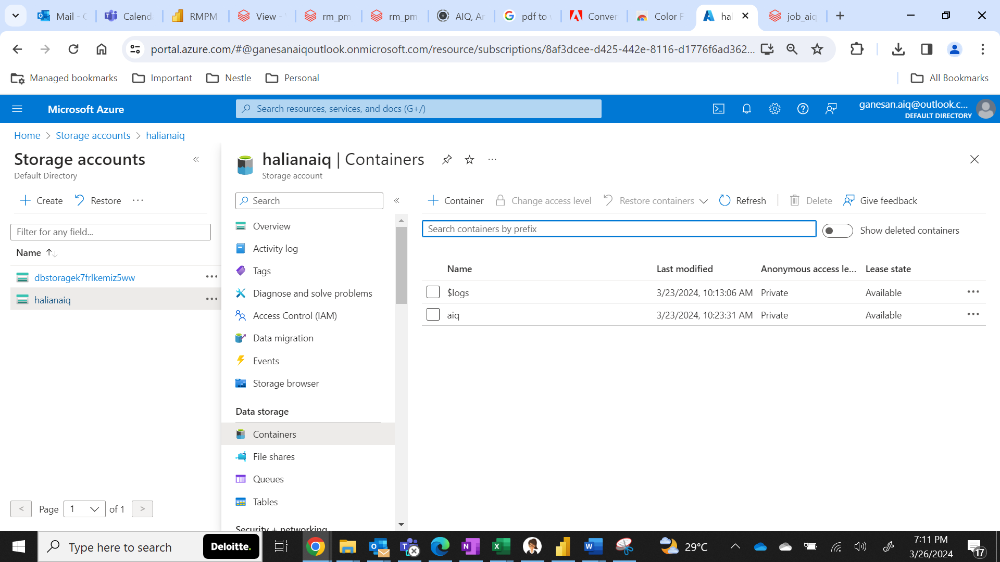 Mail - C
Calend
RMPM
View -
rm_pm
rm_pm
AIQ, Ar
pdf to
Conver
Color F
hal
job_aiq
portal.azure.com/#@ganesanaiqoutlook.onmicrosoft.com/resource/subscriptions/8af3dcee-d425-442e-8116-d1776f6ad362...
Managed bookmarks
Important
Nestle
Personal
All Bookmarks
Microsoft Azure
Search resources, services, and docs (G+/)
ganesan.aiq@outlook.c...
DEFAULT DIRECTORY
Home > Storage accounts > halianaiq
Storage accounts
Default Directory
Create
Restore
...
Filter for any field...
Name
dbstoragek7frlkemiz5ww
halianaiq
< Page 1 of 1 >
halianaiq | Containers
Storage account
Search
Overview
Activity log
Tags
Diagnose and solve problems
Access Control (IAM)
Data migration
Events
Storage browser
Data storage
Containers
File shares
Queues
Tables
Security + networking
Container
Change access level
Restore containers
Refresh
Delete
Give feedback
Search containers by prefix
Show deleted containers
Name Last modified Anonymous access le... Lease state
$logs 3/23/2024, 10:13:06 AM Private Available
aiq 3/23/2024, 10:23:31 AM Private Available
Type here to search
Deloitte.
29°C
7:11 PM
3/26/2024
17